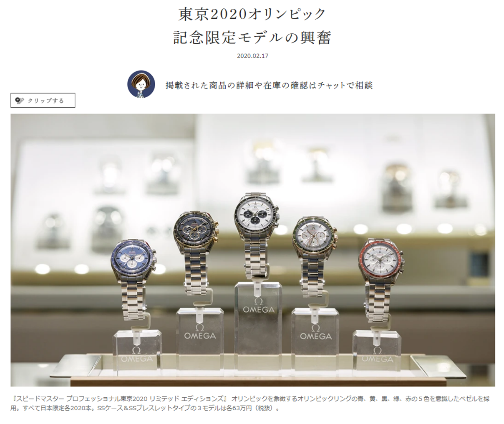 東京2020オリンピック
記念限定モデルの興奮
2020.02.17
掲載された商品の詳細や在庫の確認はチャットで相談
クリップする
Ω
OMEGA
Ω
OMEGA
Ω
OMEGA
Ω
OMEGA
Ω
OMEGA
『スピードマスター プロフェッショナル東京2020 リミテッド エディションズ』 オリンピックを象徴するオリンピックリングの青、黄、黒、緑、赤の５色を意識したベゼルを採
用。すべて日本限定各2020本。SSケース＆SSブレスレットタイプの３モデルは各63万円（税抜）。